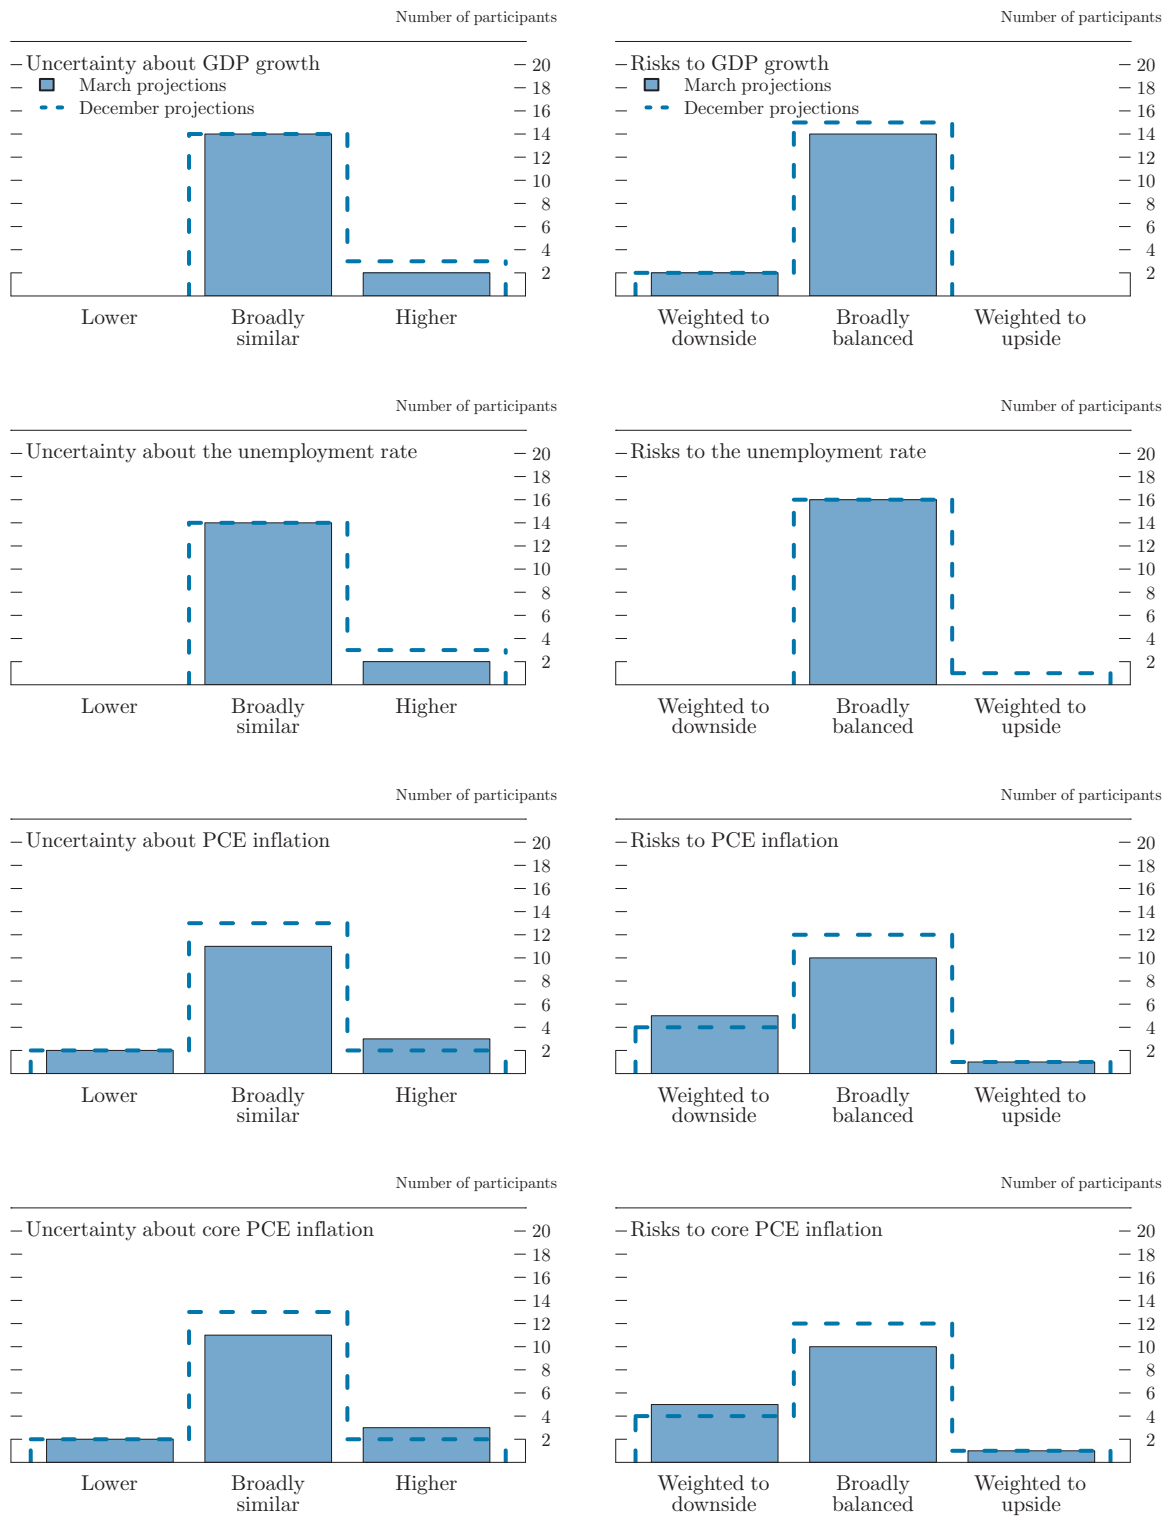 Number of participants
Uncertainty about GDP growth
March projections
December projections
20
18
16
14
12
10
8
6
4
2
Lower
Broadly
similar
Higher
Number of participants
Risks to GDP growth
March projections
December projections
20
18
16
14
12
10
8
6
4
2
Weighted to
downside
Broadly
balanced
Weighted to
upside
Number of participants
Uncertainty about the unemployment rate
20
18
16
14
12
10
8
6
4
2
Lower
Broadly
similar
Higher
Number of participants
Risks to the unemployment rate
20
18
16
14
12
10
8
6
4
2
Weighted to
downside
Broadly
balanced
Weighted to
upside
Number of participants
Uncertainty about PCE inflation
20
18
16
14
12
10
8
6
4
2
Lower
Broadly
similar
Higher
Number of participants
Risks to PCE inflation
20
18
16
14
12
10
8
6
4
2
Weighted to
downside
Broadly
balanced
Weighted to
upside
Number of participants
Uncertainty about core PCE inflation
20
18
16
14
12
10
8
6
4
2
Lower
Broadly
similar
Higher
Number of participants
Risks to core PCE inflation
20
18
16
14
12
10
8
6
4
2
Weighted to
downside
Broadly
balanced
Weighted to
upside